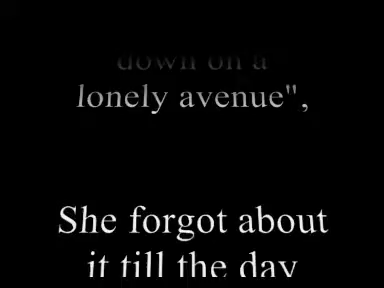 down on a
lonely avenue",
She forgot about
it till the day